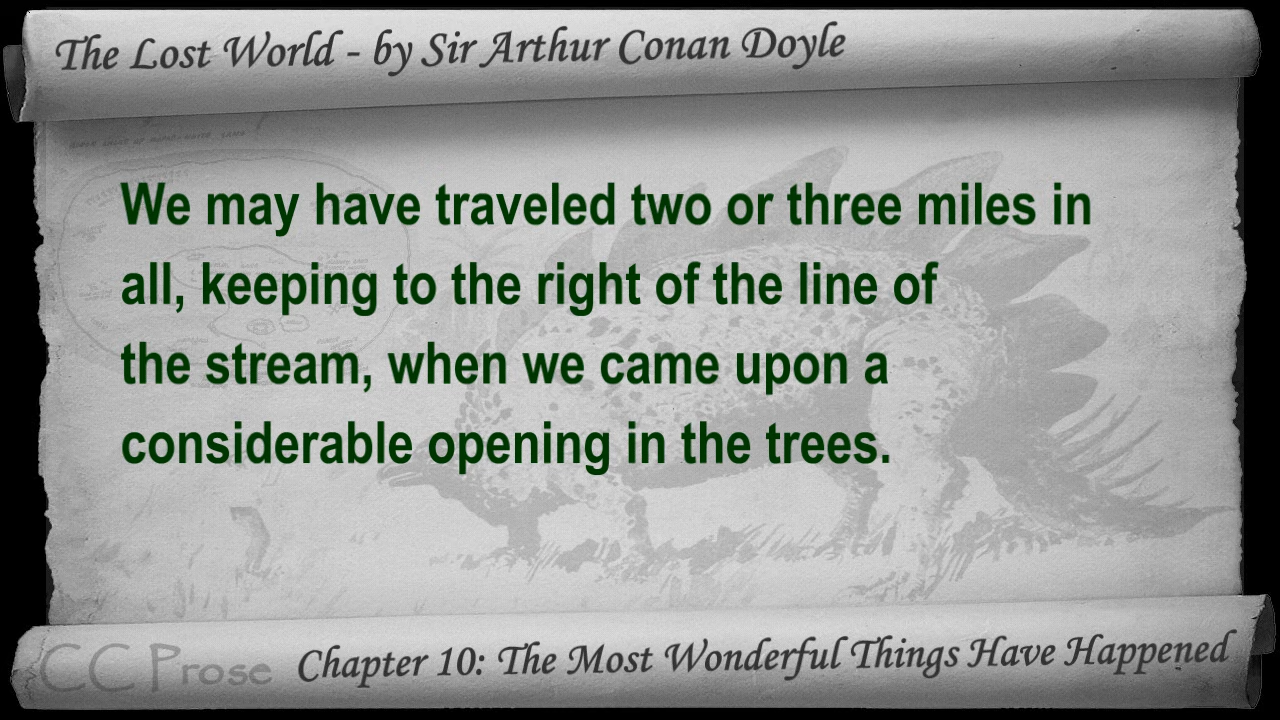 The Lost World - by Sir Arthur Conan Doyle
We may have traveled two or three miles in
all, keeping to the right of the line of
the stream, when we came upon a
considerable opening in the trees.
CC Prose
Chapter 10: The Most Wonderful Things Have Happened